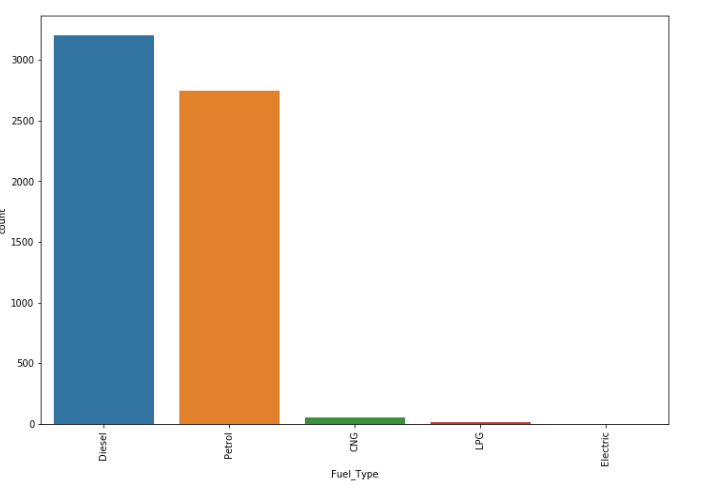 3000
2500
2000
1500
1000
500
0
count
Diesel
Petrol
CNG
LPG
Electric
Fuel_Type